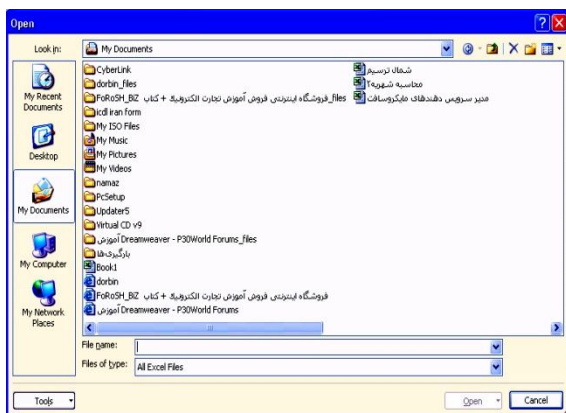 Open
Look in:
My Documents
My Recent Documents
Desktop
My Documents
My Computer
My Network Places
CyberLink
dorbin_files
FoRoSH_BIZ فروشگاه اینترنتی فروش آموزش تجارت الکترونیک + کتاب_files
icdl iran form
My ISO Files
My Music
My Pictures
My Videos
namaz
PcSetup
Updater5
Virtual CD v9
آموزش Dreamweaver - P30World Forums_files
بارگیری‌ها
Book1
dorbin
FoRoSH_BIZ فروشگاه اینترنتی فروش آموزش تجارت الکترونیک + کتاب
آموزش Dreamweaver - P30World Forums
شمال ترسیم
محاسبه شهریه2
مدیر سرویس دهنده‌های مایکروسافت
File name:
Files of type:
All Excel Files
Tools
Open
Cancel